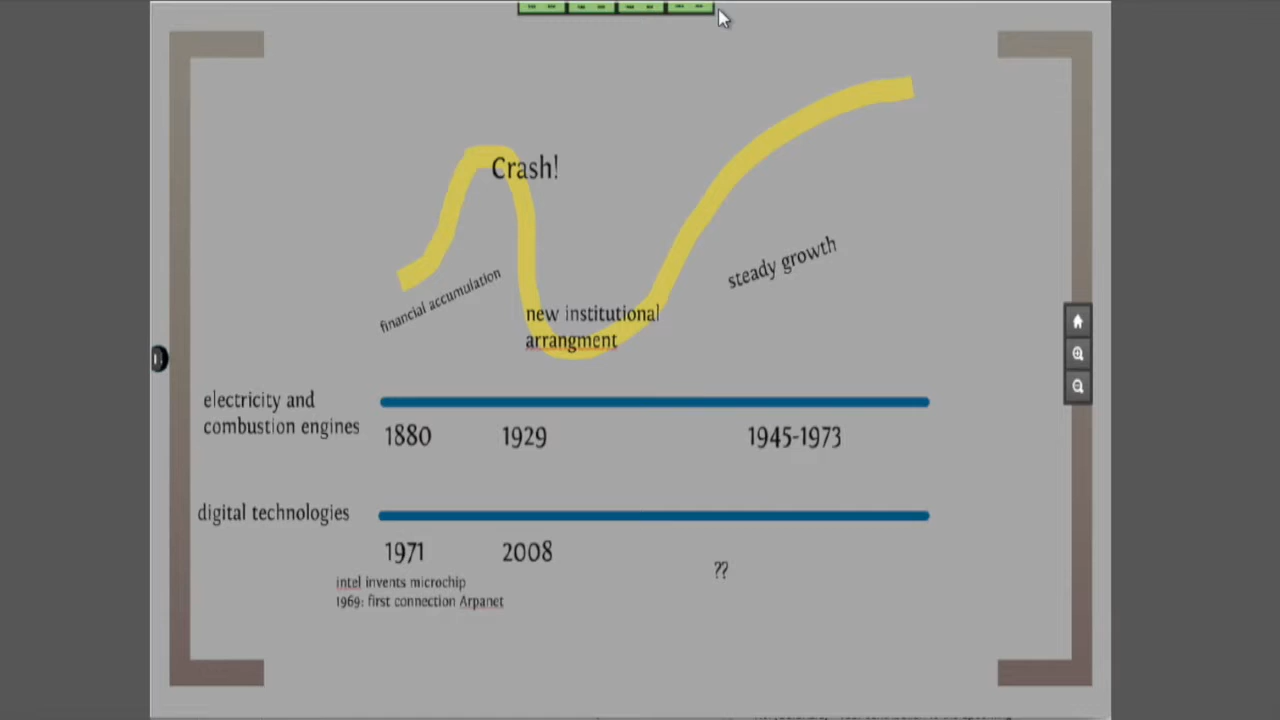 Crash!
financial accumulation
steady growth
new institutional
arrangment
electricity and
combustion engines
1880
1929
1945-1973
digital technologies
1971
2008
??
intel invents microchip
1969: first connection Arpanet